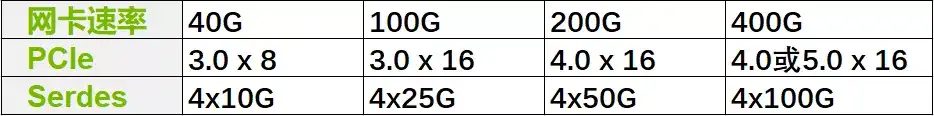 网卡速率 40G 100G 200G 400G
PCIe 3.0 x 8 3.0 x 16 4.0 x 16 4.0或5.0 x 16
Serdes 4x10G 4x25G 4x50G 4x100G